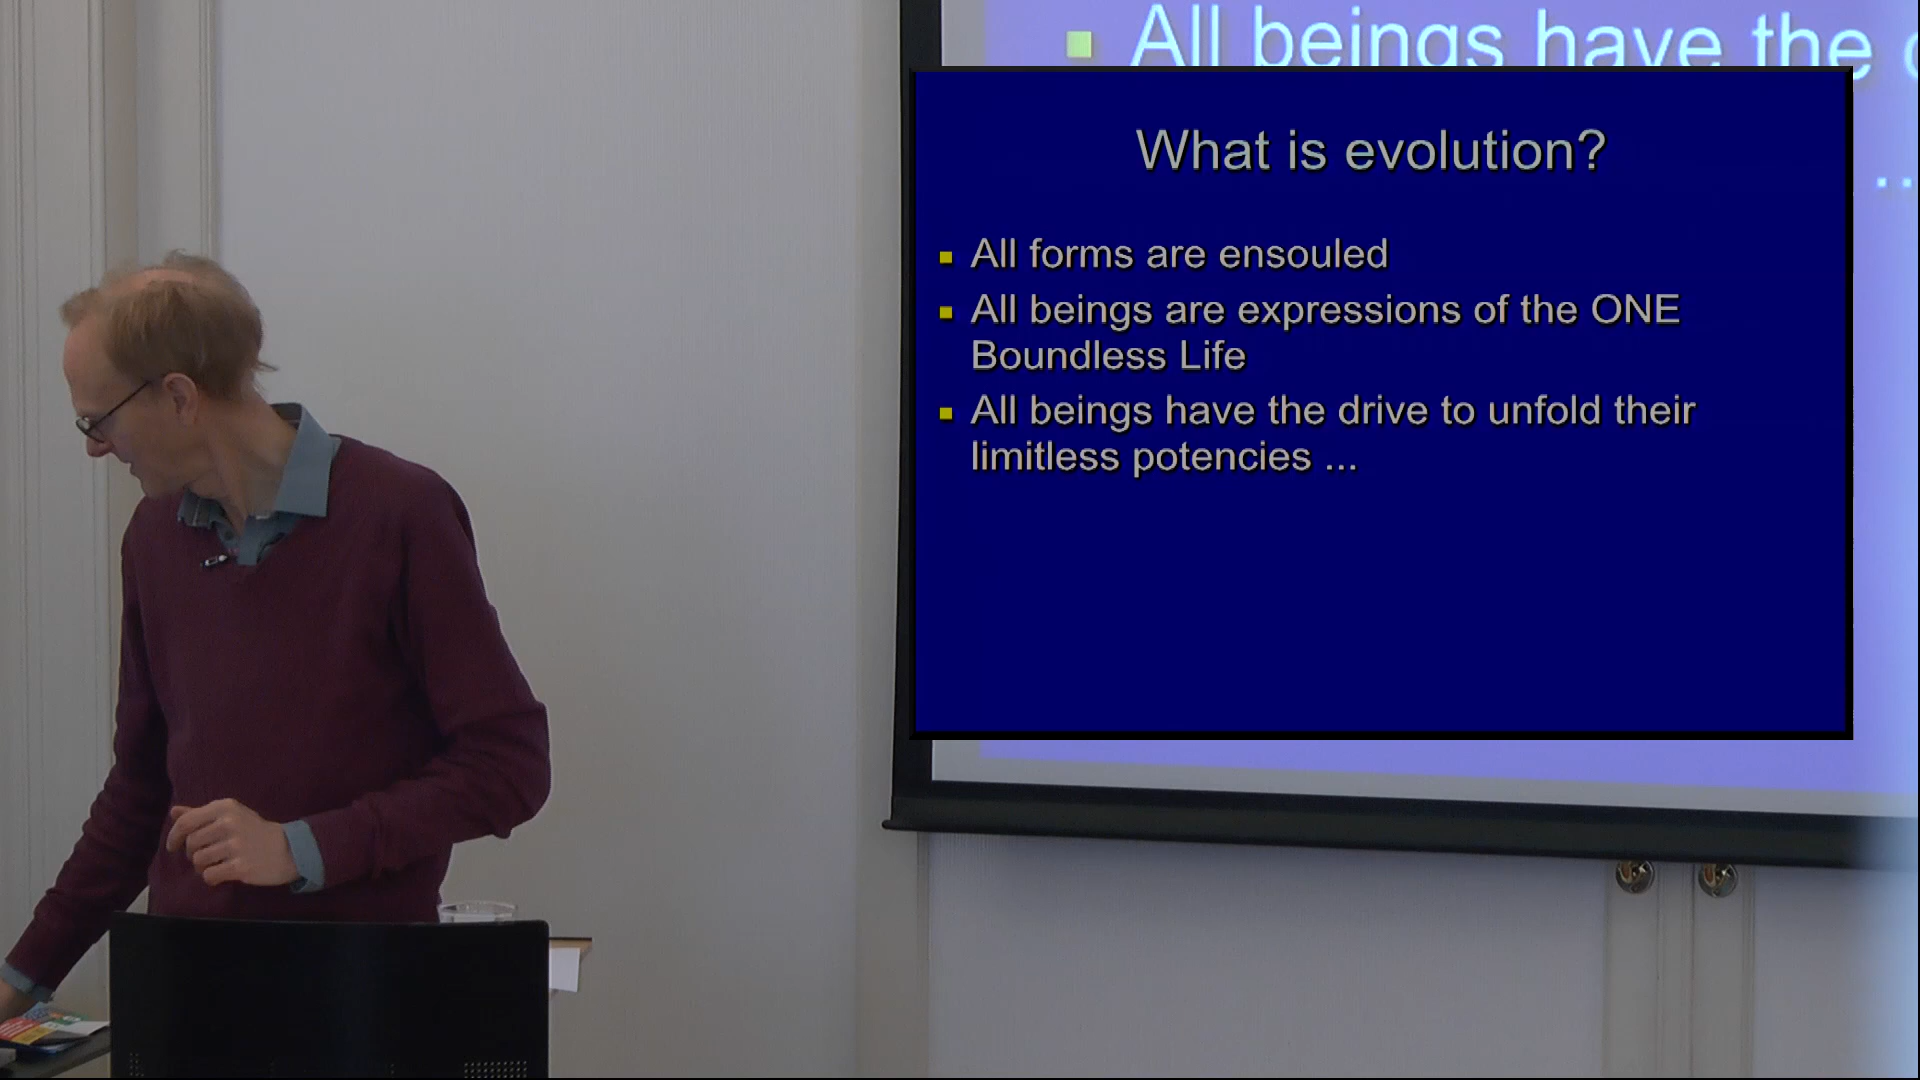 All beings have the
What is evolution?
All forms are ensouled
All beings are expressions of the ONE
Boundless Life
All beings have the drive to unfold their
limitless potencies ...